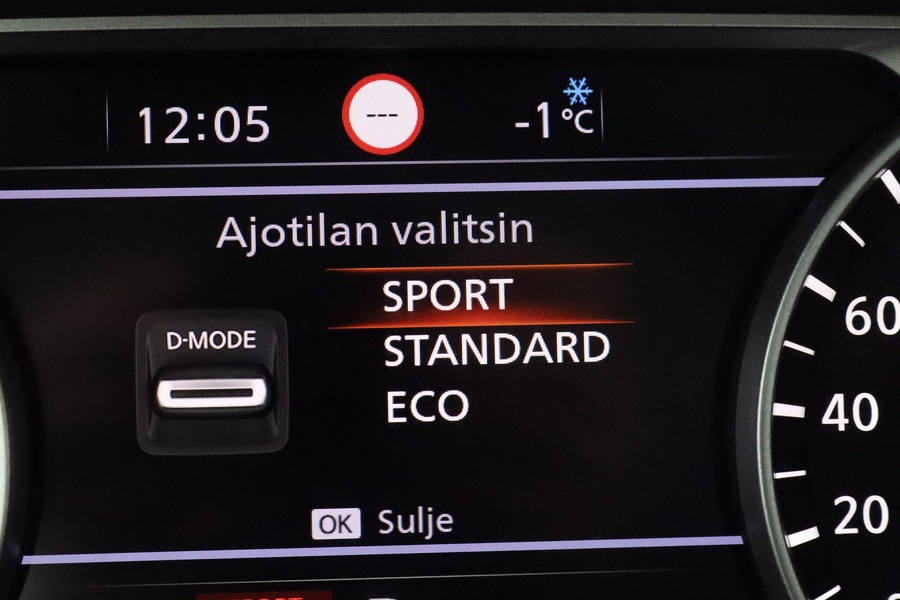 12:05
---
-1°C
Ajotilan valitsin
SPORT
D-MODE
STANDARD
ECO
60
40
20
OK Sulje